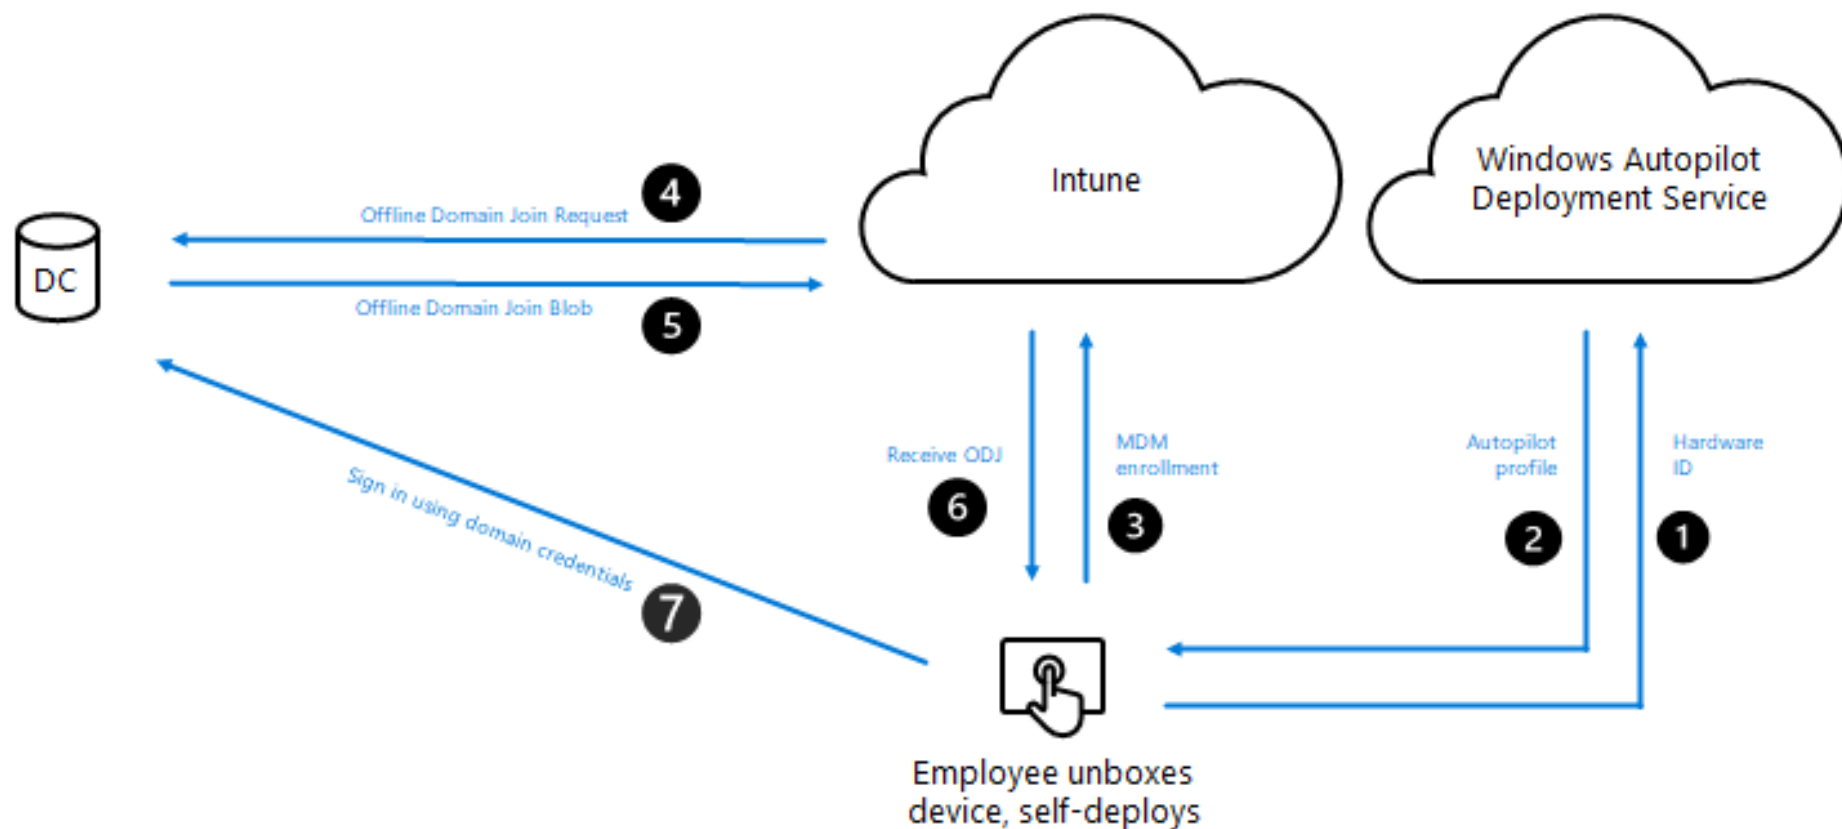 Intune
Windows Autopilot
Deployment Service
4
Offline Domain Join Request
DC
Offline Domain Join Blob
5
Receive ODJ
6
MDM
enrollment
3
Autopilot
profile
2
Hardware
ID
1
Sign in using domain credentials
7
Employee unboxes
device, self-deploys